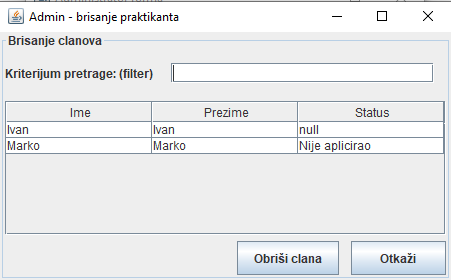 Admin - brisanje praktikanta
Brisanje clanova
Kriterijum pretrage: (filter)
Ime Prezime Status
Ivan Ivan null
Marko Marko Nije aplicirao
Obriši clana Otkaži